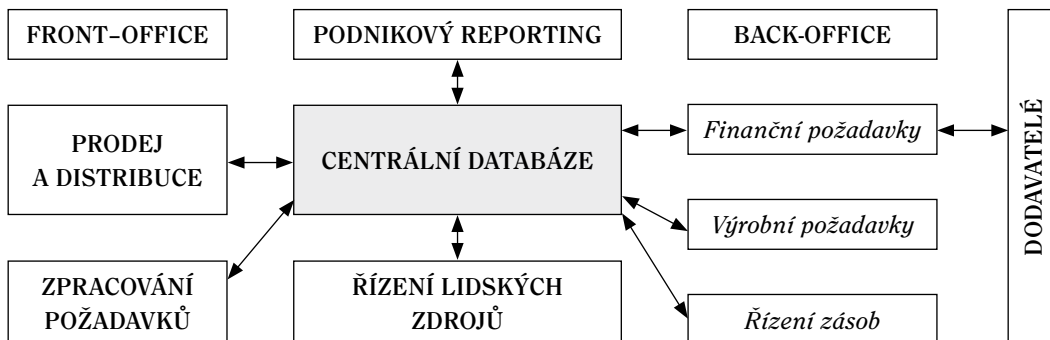 FRONT–OFFICE
PODNIKOVÝ REPORTING
BACK-OFFICE
PRODEJ
A DISTRIBUCE
CENTRÁLNÍ DATABÁZE
Finanční požadavky
Výrobní požadavky
ZPRACOVÁNÍ
POŽADAVKŮ
ŘÍZENÍ LIDSKÝCH
ZDROJŮ
Řízení zásob
DODAVATELÉ